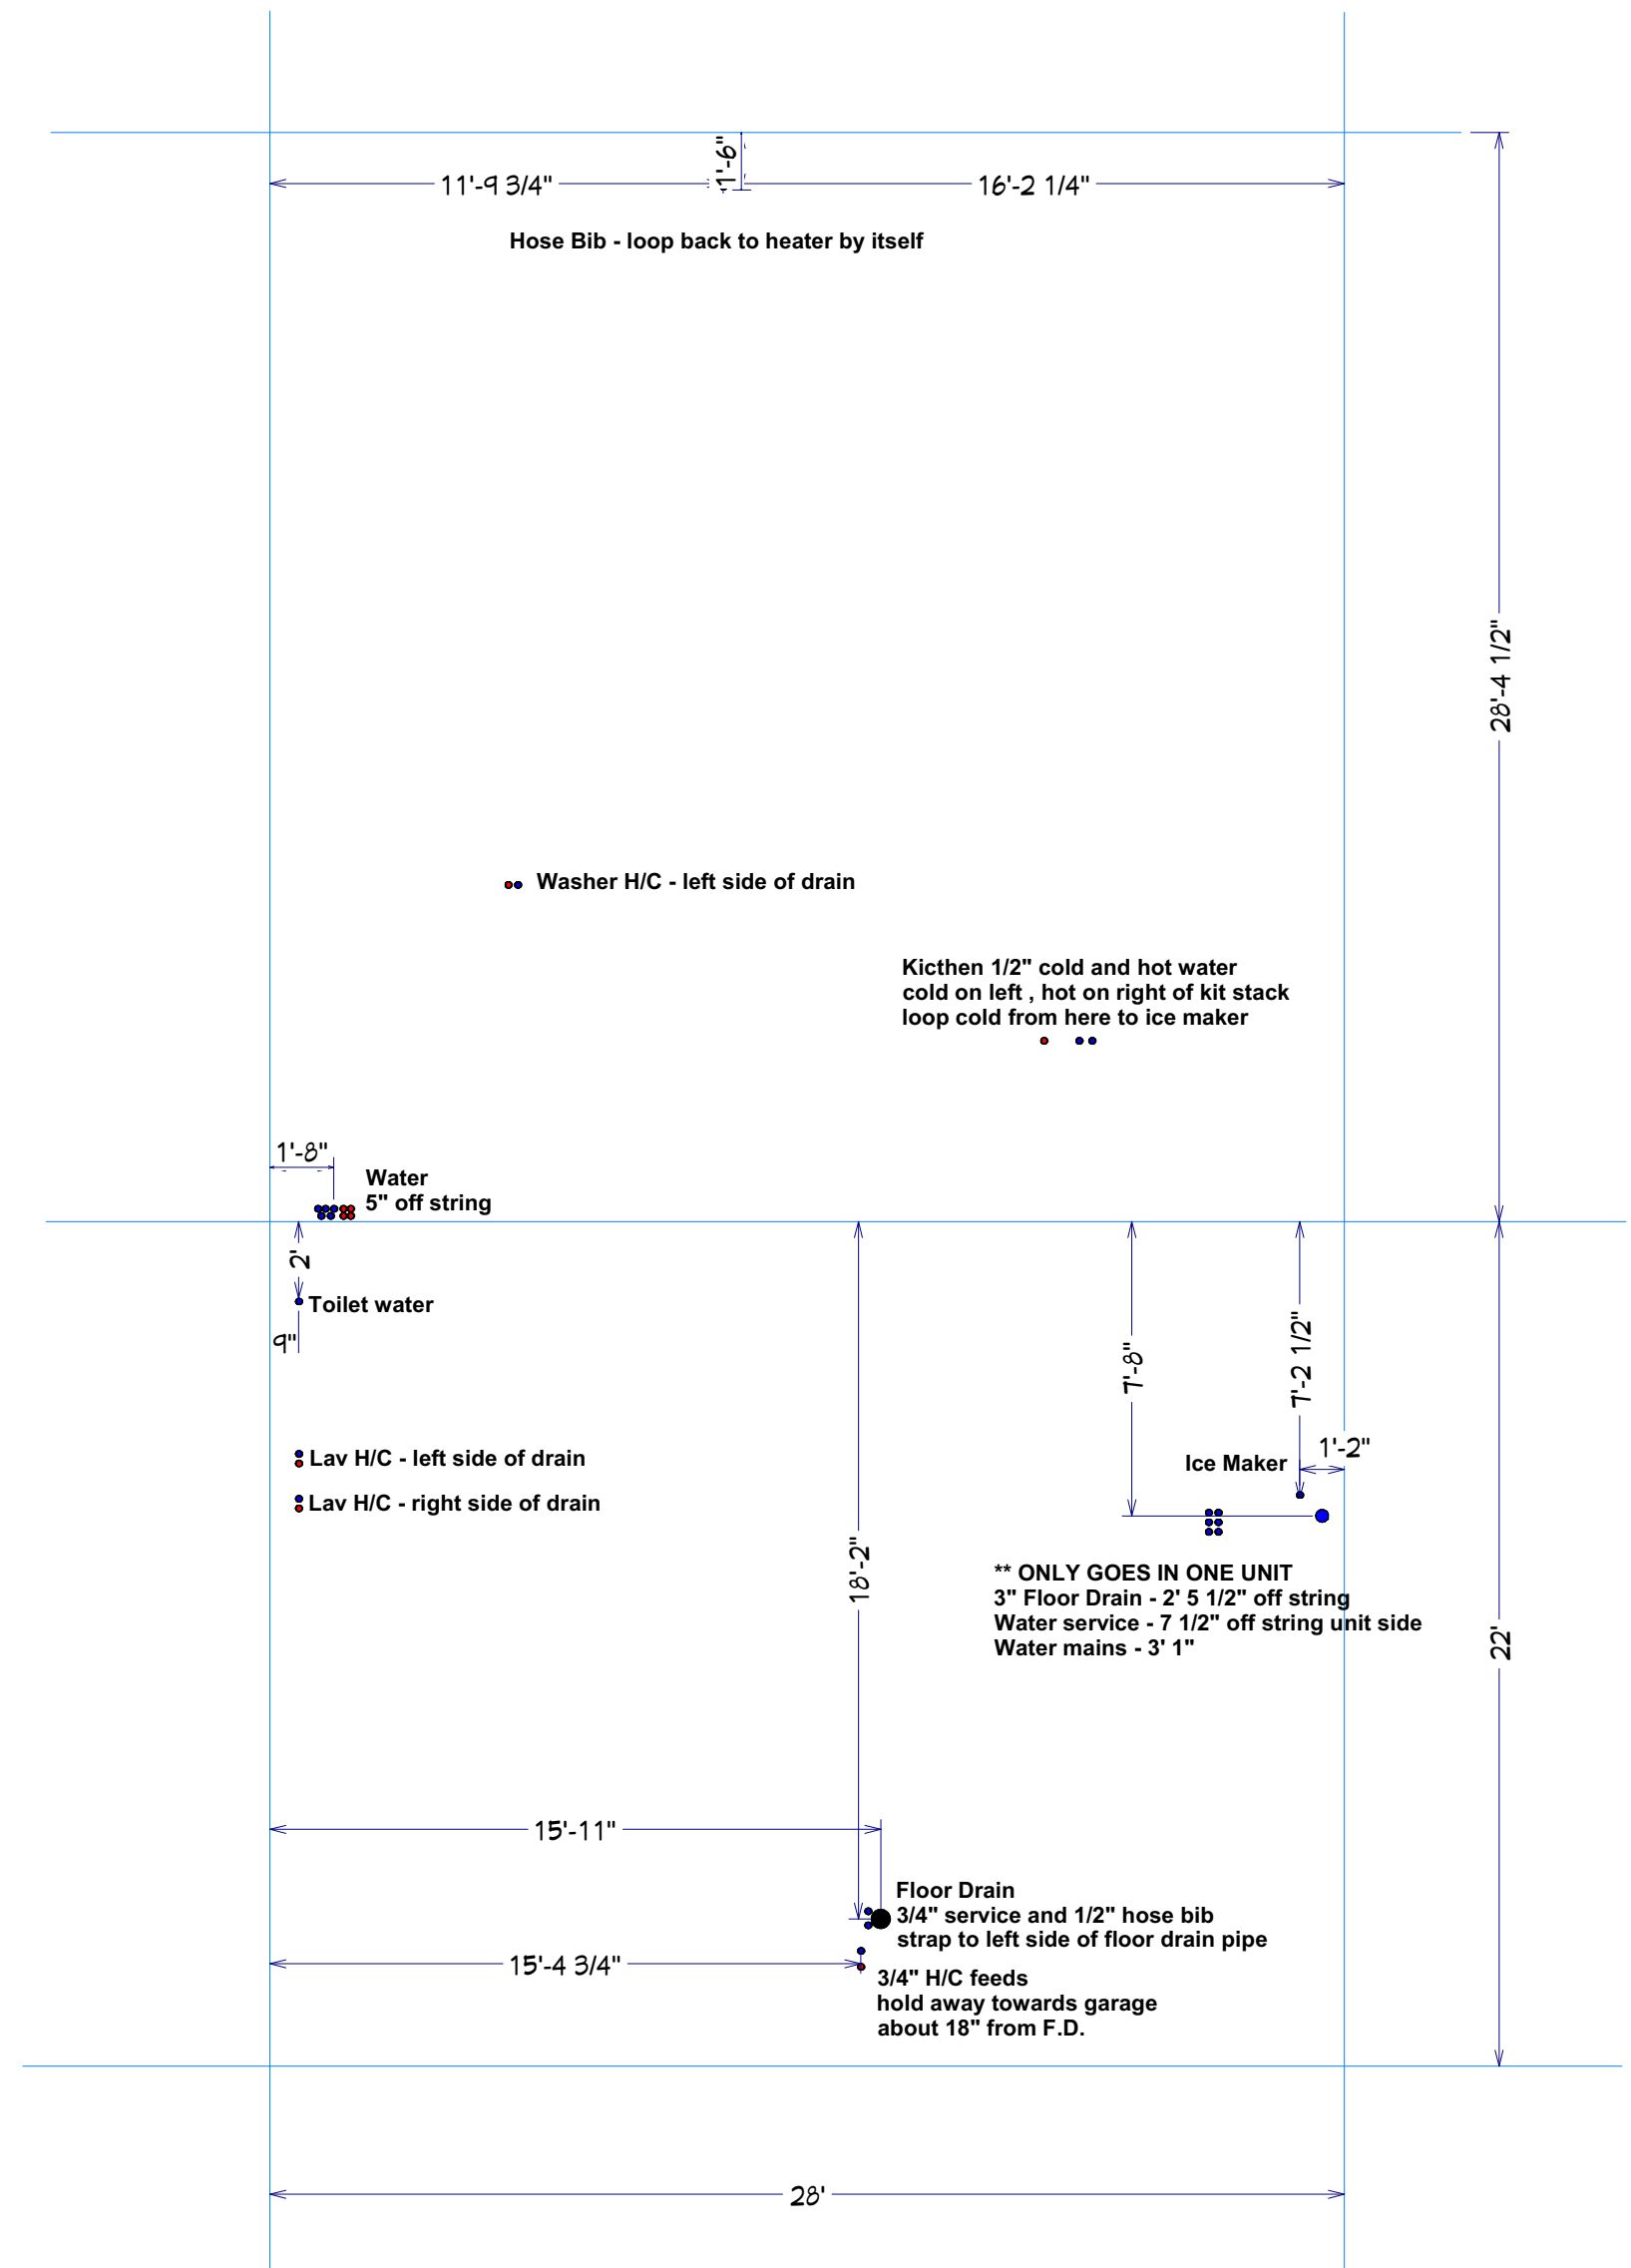 1'-6"
11'-9 3/4"
16'-2 1/4"
Hose Bib - loop back to heater by itself
28'-4 1/2"
Washer H/C - left side of drain
Kicthen 1/2" cold and hot water
cold on left , hot on right of kit stack
loop cold from here to ice maker
1'-8"
Water
5" off string
2'
Toilet water
9"
7'-8"
7'-2 1/2"
1'-2"
Ice Maker
Lav H/C - left side of drain
Lav H/C - right side of drain
18'-2"
** ONLY GOES IN ONE UNIT
3" Floor Drain - 2' 5 1/2" off string
Water service - 7 1/2" off string unit side
Water mains - 3' 1"
22'
15'-11"
Floor Drain
3/4" service and 1/2" hose bib
strap to left side of floor drain pipe
15'-4 3/4"
3/4" H/C feeds
hold away towards garage
about 18" from F.D.
28'